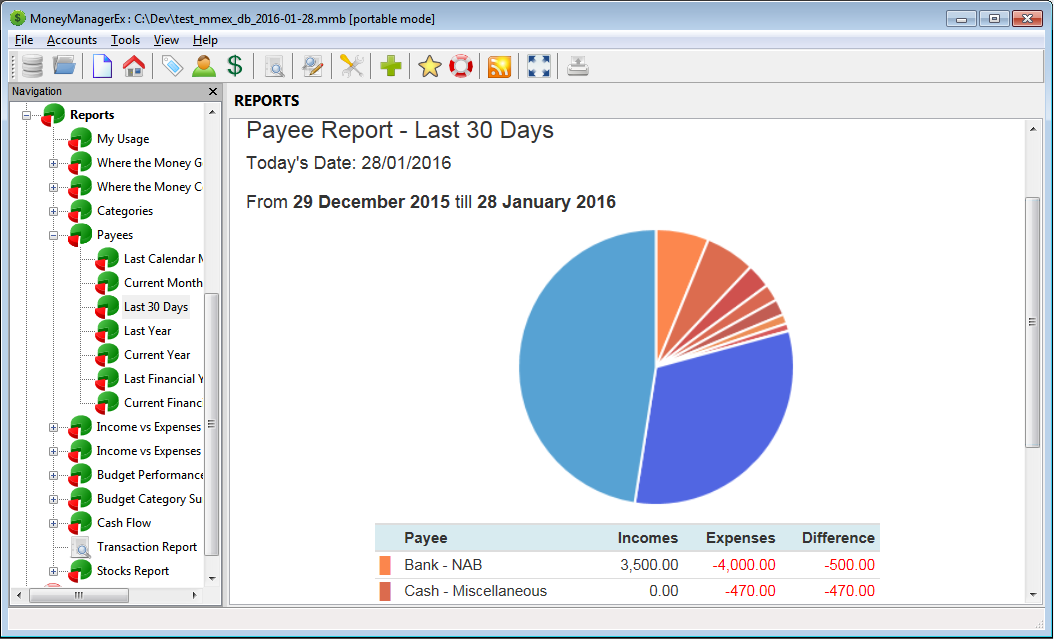 MoneyManagerEx : C:\Dev\test_mmex_db_2016-01-28.mmb [portable mode]
File Accounts Tools View Help
Navigation
Reports
My Usage
Where the Money G
Where the Money C
Categories
Payees
Last Calendar M
Current Month
Last 30 Days
Last Year
Current Year
Last Financial Y
Current Financ
Income vs Expenses
Income vs Expenses
Budget Performance
Budget Category Su
Cash Flow
Transaction Report
Stocks Report
REPORTS
Payee Report - Last 30 Days
Today's Date: 28/01/2016
From 29 December 2015 till 28 January 2016
Payee Incomes Expenses Difference
Bank - NAB 3,500.00 -4,000.00 -500.00
Cash - Miscellaneous 0.00 -470.00 -470.00